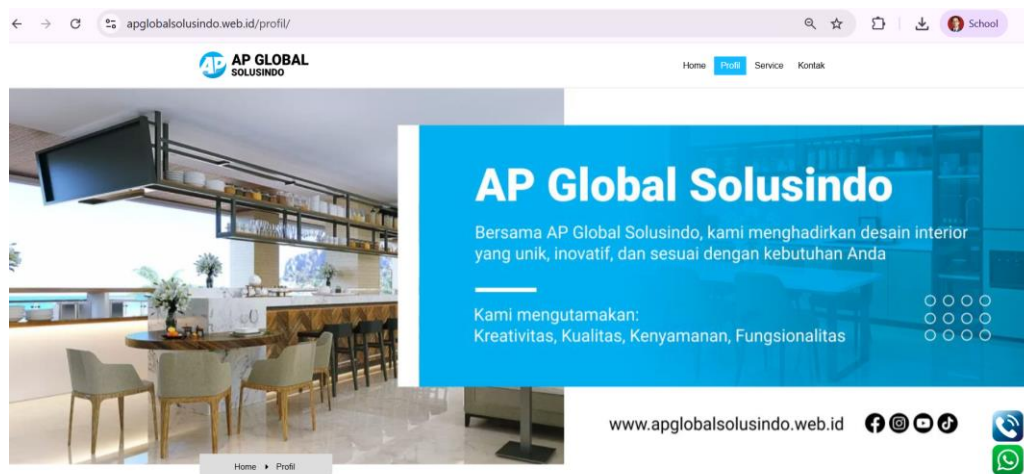 apglobalsolusindo.web.id/profil/
School
AP
AP GLOBAL
SOLUSINDO
Home Profil Service Kontak
AP Global Solusindo
Bersama AP Global Solusindo, kami menghadirkan desain interior
yang unik, inovatif, dan sesuai dengan kebutuhan Anda
Kami mengutamakan:
Kreativitas, Kualitas, Kenyamanan, Fungsionalitas
www.apglobalsolusindo.web.id
Home Profil